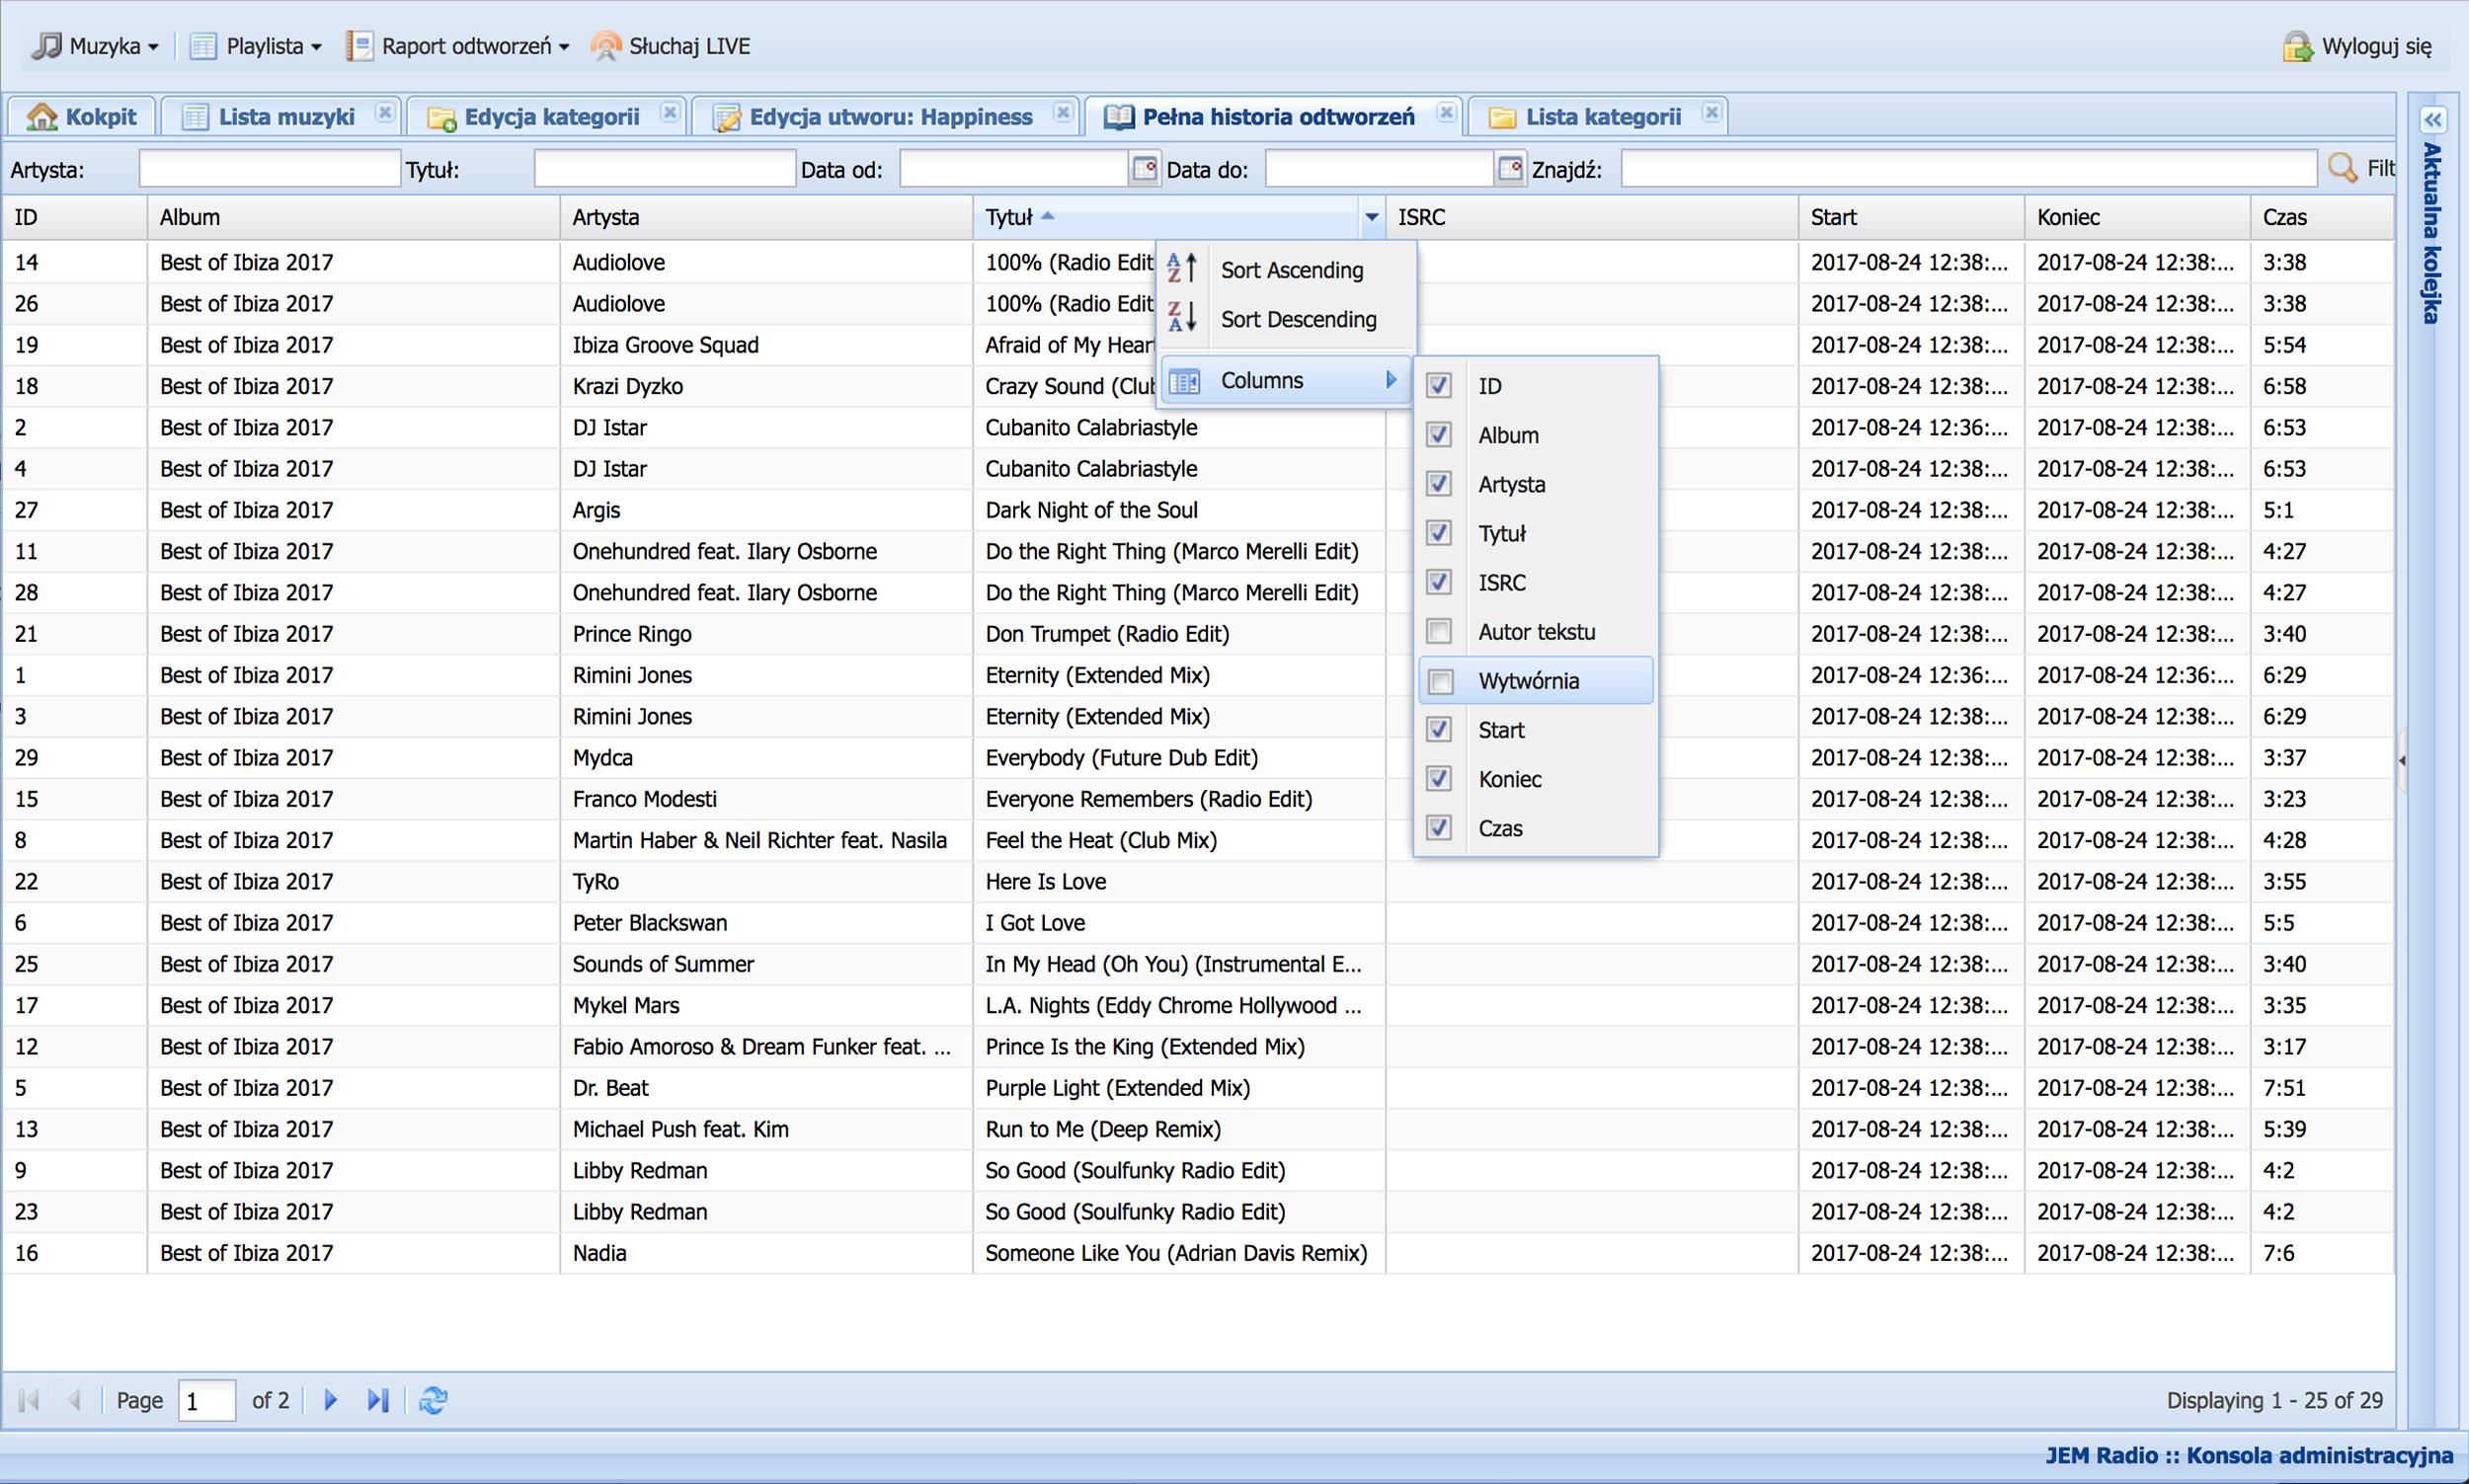 Muzyka Playlista Raport odtworzeń Słuchaj LIVE Wyloguj się
Kokpit Lista muzyki Edycja kategorii Edycja utworu: Happiness Pełna historia odtworzeń Lista kategorii
Artysta: Tytuł: Data od: Data do: Znajdź: Filt
ID Album Artysta Tytuł ISRC Start Koniec Czas
14 Best of Ibiza 2017 Audiolove 100% (Radio Edit 2017-08-24 12:38:... 2017-08-24 12:38:... 3:38
26 Best of Ibiza 2017 Audiolove 100% (Radio Edit 2017-08-24 12:38:... 2017-08-24 12:38:... 3:38
19 Best of Ibiza 2017 Ibiza Groove Squad Afraid of My Heart 2017-08-24 12:38:... 2017-08-24 12:38:... 5:54
18 Best of Ibiza 2017 Krazi Dyzko Crazy Sound (Club 2017-08-24 12:38:... 2017-08-24 12:38:... 6:58
2 Best of Ibiza 2017 DJ Istar Cubanito Calabriastyle 2017-08-24 12:36:... 2017-08-24 12:38:... 6:53
4 Best of Ibiza 2017 DJ Istar Cubanito Calabriastyle 2017-08-24 12:38:... 2017-08-24 12:38:... 6:53
27 Best of Ibiza 2017 Argis Dark Night of the Soul 2017-08-24 12:38:... 2017-08-24 12:38:... 5:1
11 Best of Ibiza 2017 Onehundred feat. Ilary Osborne Do the Right Thing (Marco Merelli Edit) 2017-08-24 12:38:... 2017-08-24 12:38:... 4:27
28 Best of Ibiza 2017 Onehundred feat. Ilary Osborne Do the Right Thing (Marco Merelli Edit) 2017-08-24 12:38:... 2017-08-24 12:38:... 4:27
21 Best of Ibiza 2017 Prince Ringo Don Trumpet (Radio Edit) 2017-08-24 12:38:... 2017-08-24 12:38:... 3:40
1 Best of Ibiza 2017 Rimini Jones Eternity (Extended Mix) 2017-08-24 12:36:... 2017-08-24 12:36:... 6:29
3 Best of Ibiza 2017 Rimini Jones Eternity (Extended Mix) 2017-08-24 12:38:... 2017-08-24 12:38:... 6:29
29 Best of Ibiza 2017 Mydca Everybody (Future Dub Edit) 2017-08-24 12:38:... 2017-08-24 12:38:... 3:37
15 Best of Ibiza 2017 Franco Modesti Everyone Remembers (Radio Edit) 2017-08-24 12:38:... 2017-08-24 12:38:... 3:23
8 Best of Ibiza 2017 Martin Haber & Neil Richter feat. Nasila Feel the Heat (Club Mix) 2017-08-24 12:38:... 2017-08-24 12:38:... 4:28
22 Best of Ibiza 2017 TyRo Here Is Love 2017-08-24 12:38:... 2017-08-24 12:38:... 3:55
6 Best of Ibiza 2017 Peter Blackswan I Got Love 2017-08-24 12:38:... 2017-08-24 12:38:... 5:5
25 Best of Ibiza 2017 Sounds of Summer In My Head (Oh You) (Instrumental E... 2017-08-24 12:38:... 2017-08-24 12:38:... 3:40
17 Best of Ibiza 2017 Mykel Mars L.A. Nights (Eddy Chrome Hollywood ... 2017-08-24 12:38:... 2017-08-24 12:38:... 3:35
12 Best of Ibiza 2017 Fabio Amoroso & Dream Funker feat. ... Prince Is the King (Extended Mix) 2017-08-24 12:38:... 2017-08-24 12:38:... 3:17
5 Best of Ibiza 2017 Dr. Beat Purple Light (Extended Mix) 2017-08-24 12:38:... 2017-08-24 12:38:... 7:51
13 Best of Ibiza 2017 Michael Push feat. Kim Run to Me (Deep Remix) 2017-08-24 12:38:... 2017-08-24 12:38:... 5:39
9 Best of Ibiza 2017 Libby Redman So Good (Soulfunky Radio Edit) 2017-08-24 12:38:... 2017-08-24 12:38:... 4:2
23 Best of Ibiza 2017 Libby Redman So Good (Soulfunky Radio Edit) 2017-08-24 12:38:... 2017-08-24 12:38:... 4:2
16 Best of Ibiza 2017 Nadia Someone Like You (Adrian Davis Remix) 2017-08-24 12:38:... 2017-08-24 12:38:... 7:6
Sort Ascending
Sort Descending
Columns
ID
Album
Artysta
Tytuł
ISRC
Autor tekstu
Wytwórnia
Start
Koniec
Czas
Aktualna kolejka
Page 1 of 2 Displaying 1 - 25 of 29
JEM Radio :: Konsola administracyjna